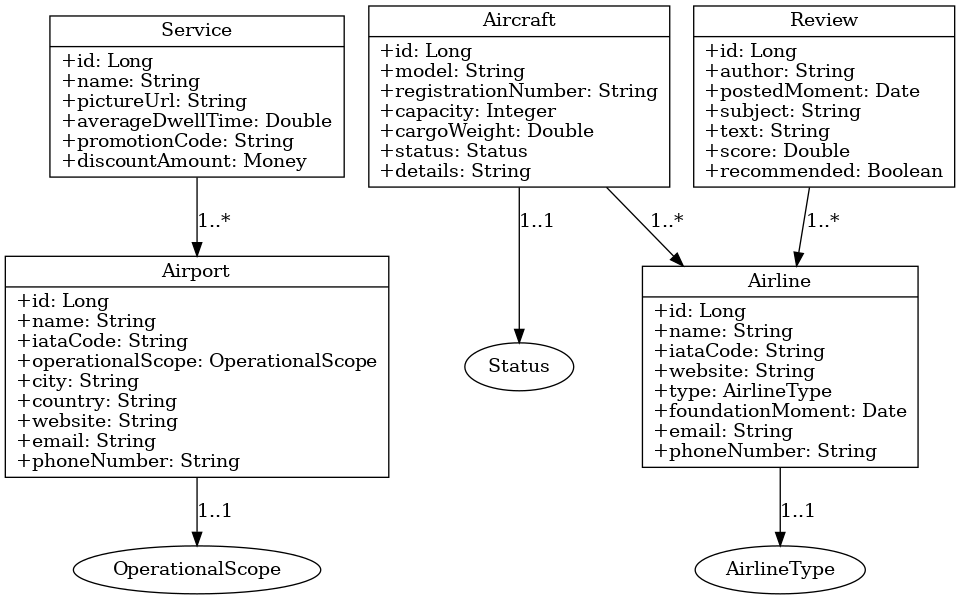 Service
+id: Long
+name: String
+pictureUrl: String
+averageDwellTime: Double
+promotionCode: String
+discountAmount: Money
Aircraft
+id: Long
+model: String
+registrationNumber: String
+capacity: Integer
+cargoWeight: Double
+status: Status
+details: String
Review
+id: Long
+author: String
+postedMoment: Date
+subject: String
+text: String
+score: Double
+recommended: Boolean
1..*
1..1
1..*
1..*
Airport
+id: Long
+name: String
+iataCode: String
+operationalScope: OperationalScope
+city: String
+country: String
+website: String
+email: String
+phoneNumber: String
Status
Airline
+id: Long
+name: String
+iataCode: String
+website: String
+type: AirlineType
+foundationMoment: Date
+email: String
+phoneNumber: String
1..1
1..1
OperationalScope
AirlineType